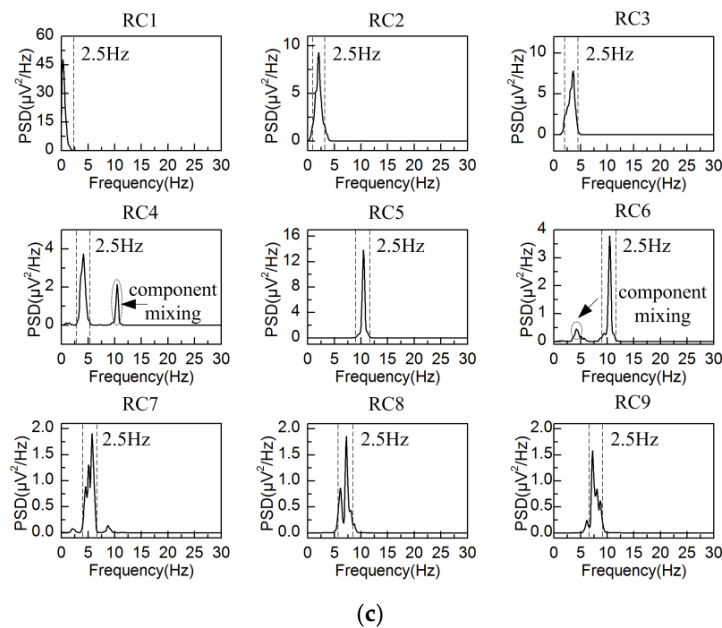 RC1
RC2
RC3
60
45
30
15
0
PSD(μV²/Hz)
2.5Hz
0 5 10 15 20 25 30
Frequency(Hz)
10
5
0
PSD(μV²/Hz)
2.5Hz
0 5 10 15 20 25 30
Frequency(Hz)
10
5
0
PSD(μV²/Hz)
2.5Hz
0 5 10 15 20 25 30
Frequency(Hz)
RC4
RC5
RC6
4
2
0
PSD(μV²/Hz)
2.5Hz
component
mixing
0 5 10 15 20 25 30
Frequency(Hz)
16
12
8
4
0
PSD(μV²/Hz)
2.5Hz
0 5 10 15 20 25 30
Frequency(Hz)
4
3
2
1
0
PSD(μV²/Hz)
2.5Hz
component
mixing
0 5 10 15 20 25 30
Frequency(Hz)
RC7
RC8
RC9
2.0
1.5
1.0
0.5
0.0
PSD(μV²/Hz)
2.5Hz
0 5 10 15 20 25 30
Frequency(Hz)
2.0
1.5
1.0
0.5
0.0
PSD(μV²/Hz)
2.5Hz
0 5 10 15 20 25 30
Frequency(Hz)
2.0
1.5
1.0
0.5
0.0
PSD(μV²/Hz)
2.5Hz
0 5 10 15 20 25 30
Frequency(Hz)
(c)